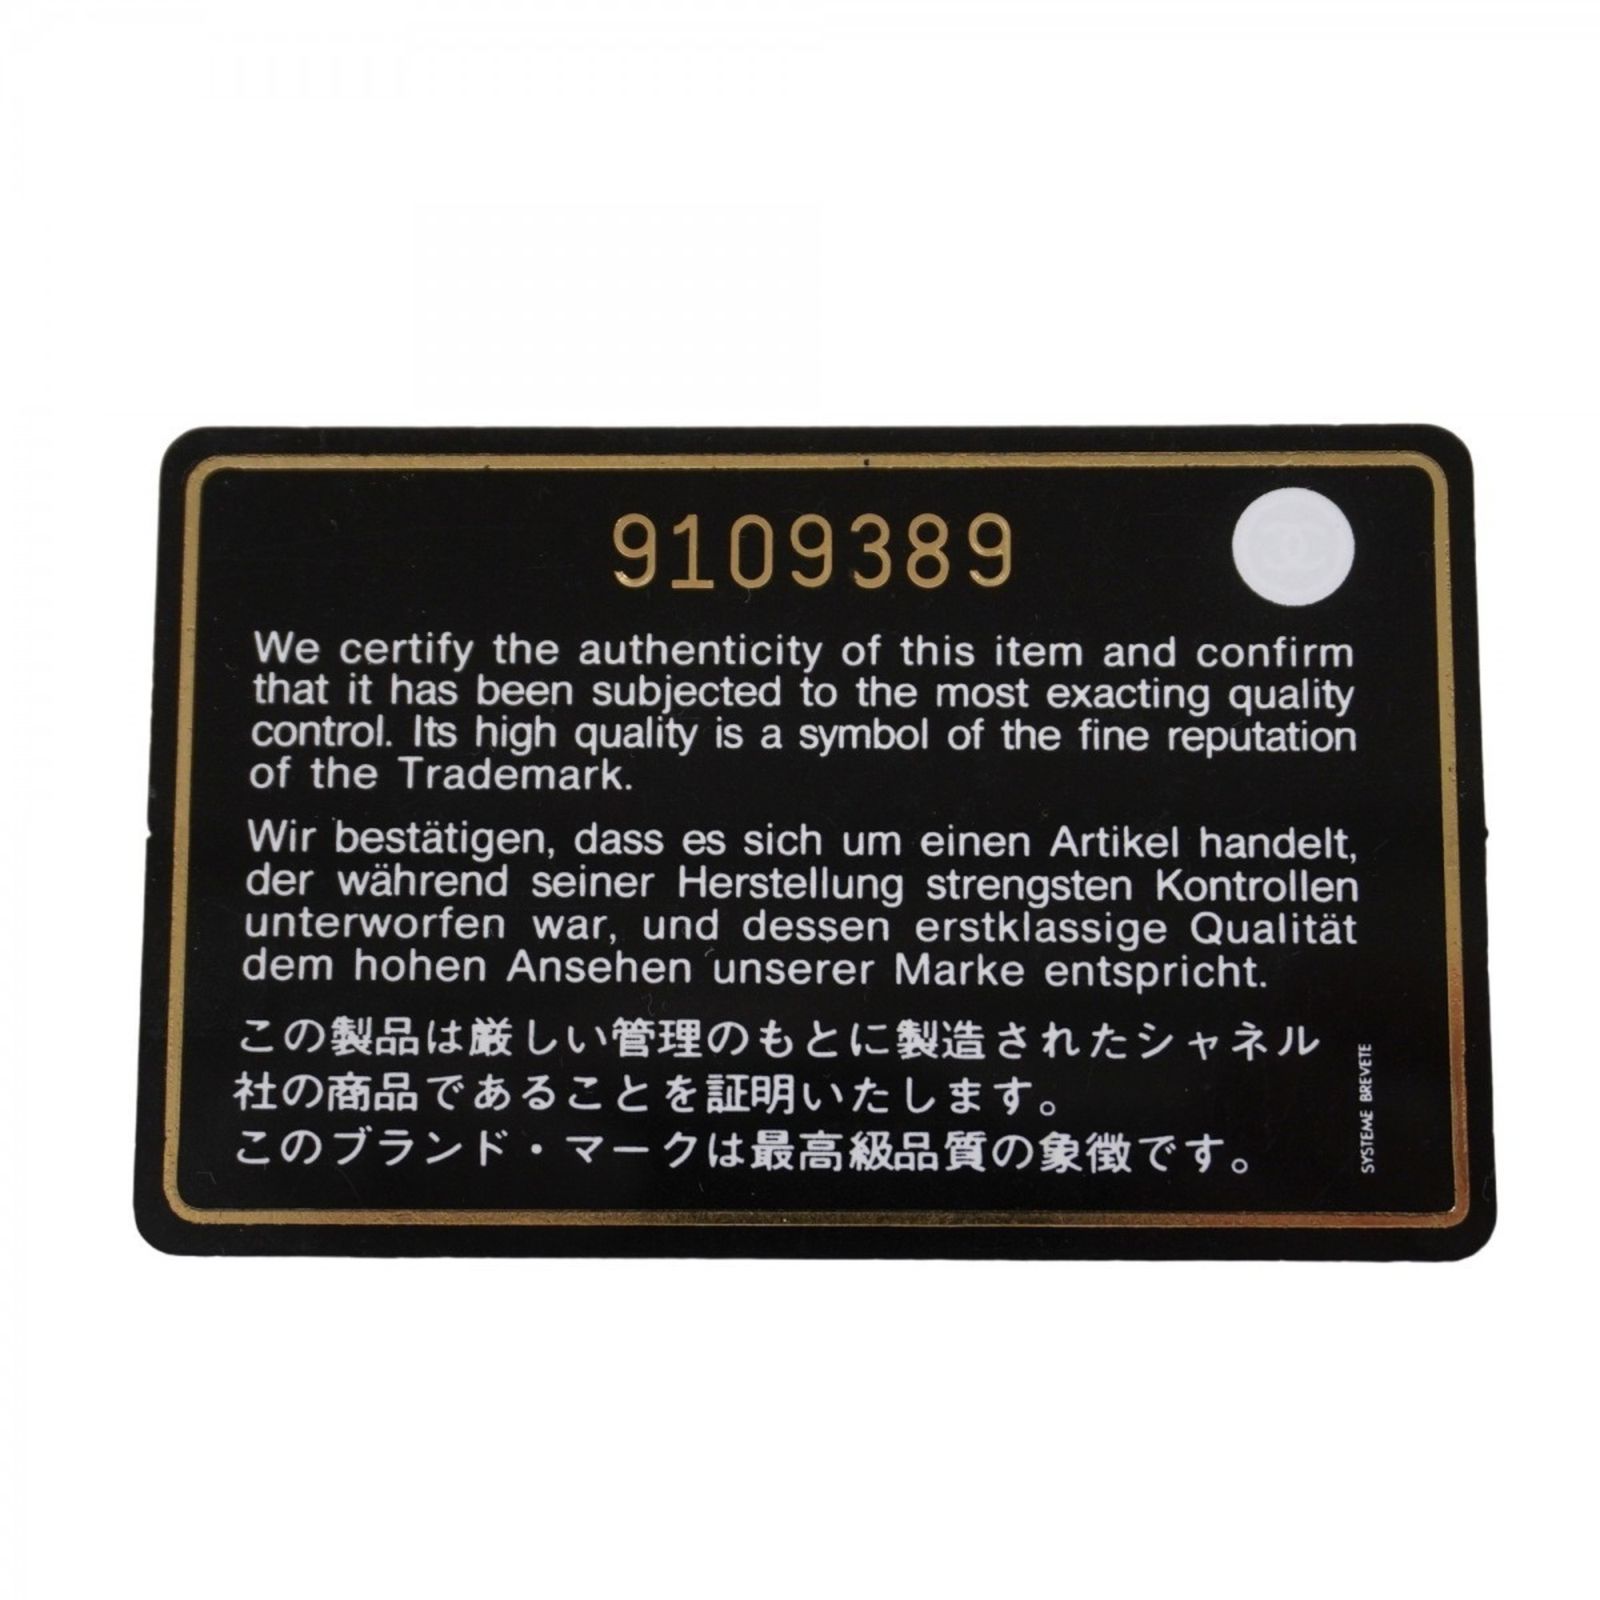 9109389
We certify the authenticity of this item and confirm
that it has been subjected to the most exacting quality
control. Its high quality is a symbol of the fine reputation
of the Trademark.
Wir bestätigen, dass es sich um einen Artikel handelt,
der während seiner Herstellung strengsten Kontrollen
unterworfen war, und dessen erstklassige Qualität
dem hohen Ansehen unserer Marke entspricht.
この製品は厳しい管理のもとに製造されたシャネル
社の商品であることを証明いたします。
このブランド・マークは最高級品質の象徴です。
SYSTEME BREVETE